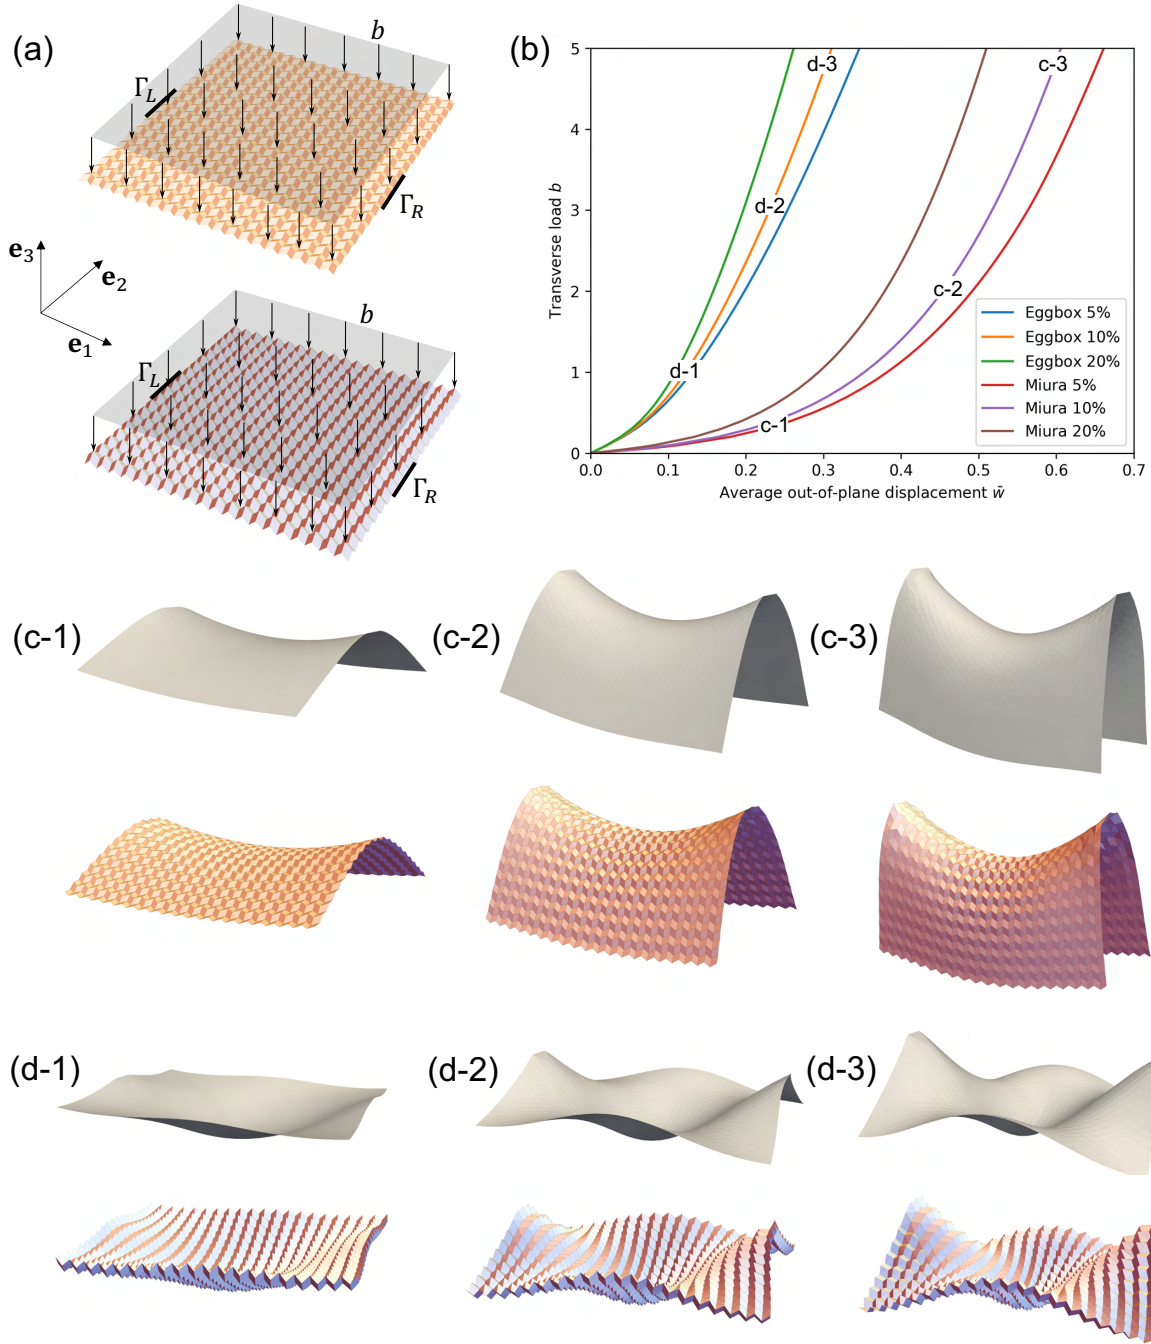 (a)
b
Γ_L
Γ_R
e₃
e₂
e₁
b
Γ_L
Γ_R
(b)
5
4
3
2
1
0
Transverse load b
d-3
c-3
d-2
c-2
d-1
c-1
Eggbox 5%
Eggbox 10%
Eggbox 20%
Miura 5%
Miura 10%
Miura 20%
0.0 0.1 0.2 0.3 0.4 0.5 0.6 0.7
Average out-of-plane displacement w̄
(c-1)
(c-2)
(c-3)
(d-1)
(d-2)
(d-3)